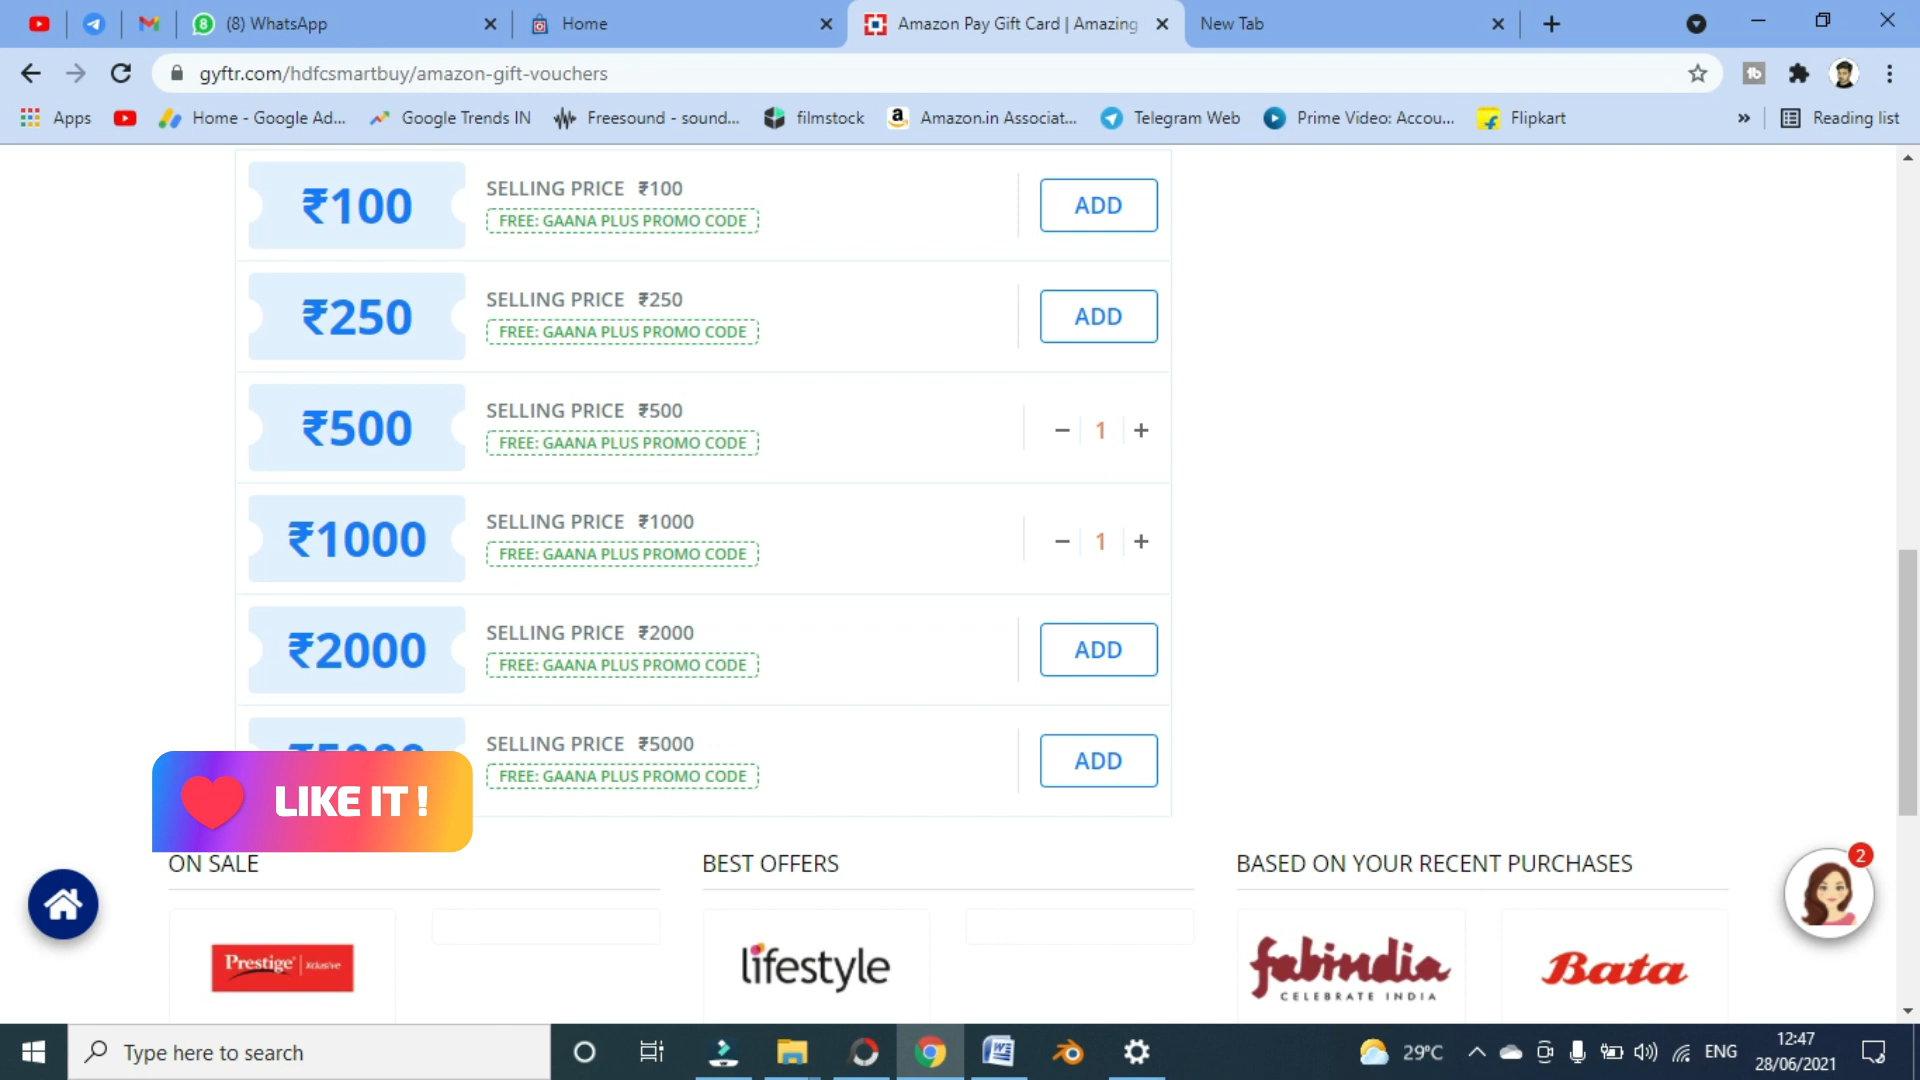 (8) WhatsApp
Home
Amazon Pay Gift Card | Amazing
New Tab
gyftr.com/hdfcsmartbuy/amazon-gift-vouchers
Apps
Home - Google Ad...
Google Trends IN
Freesound - sound...
filmstock
Amazon.in Associat...
Telegram Web
Prime Video: Accou...
Flipkart
»
Reading list
₹100
SELLING PRICE ₹100
FREE: GAANA PLUS PROMO CODE
ADD
₹250
SELLING PRICE ₹250
FREE: GAANA PLUS PROMO CODE
ADD
₹500
SELLING PRICE ₹500
FREE: GAANA PLUS PROMO CODE
− 1 +
₹1000
SELLING PRICE ₹1000
FREE: GAANA PLUS PROMO CODE
− 1 +
₹2000
SELLING PRICE ₹2000
FREE: GAANA PLUS PROMO CODE
ADD
₹5000
SELLING PRICE ₹5000
FREE: GAANA PLUS PROMO CODE
ADD
LIKE IT !
ON SALE
BEST OFFERS
BASED ON YOUR RECENT PURCHASES
2
Prestige Xclusive
lifestyle
fabindia
CELEBRATE INDIA
Bata
Type here to search
29°C
ENG
12:47
28/06/2021